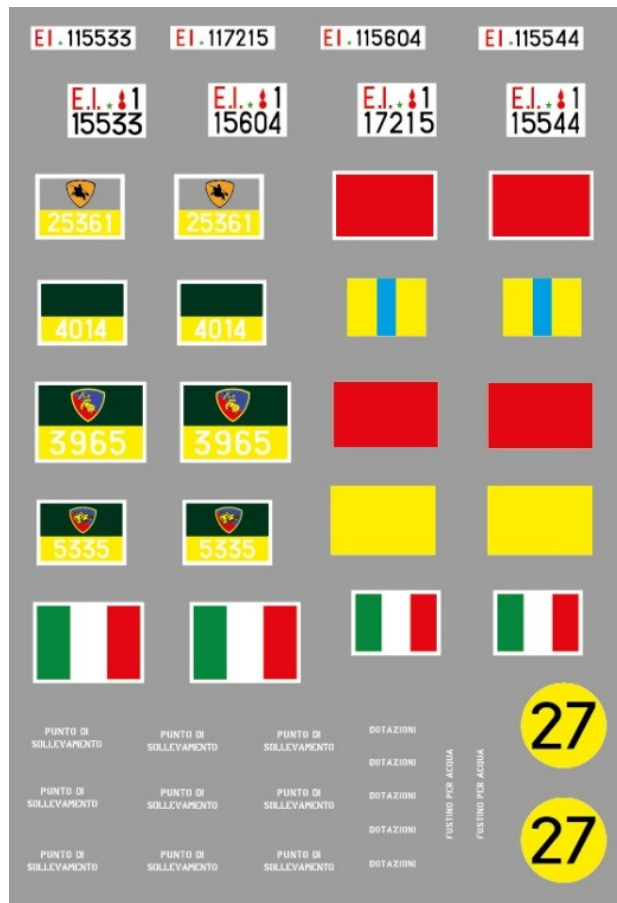 EI.115533
EI.117215
EI.115604
EI.115544
E.I. 1
15533
E.I. 1
15604
E.I. 1
17215
E.I. 1
15544
25361
25361
4014
4014
3965
3965
5335
5335
PUNTO DI
SOLLEVAMENTO
PUNTO DI
SOLLEVAMENTO
PUNTO DI
SOLLEVAMENTO
DOTAZIONI
27
DOTAZIONI
PUNTO DI
SOLLEVAMENTO
PUNTO DI
SOLLEVAMENTO
PUNTO DI
SOLLEVAMENTO
DOTAZIONI
FUSTINO PER ACQUA
FUSTINO PER ACQUA
DOTAZIONI
27
PUNTO DI
SOLLEVAMENTO
PUNTO DI
SOLLEVAMENTO
PUNTO DI
SOLLEVAMENTO
DOTAZIONI